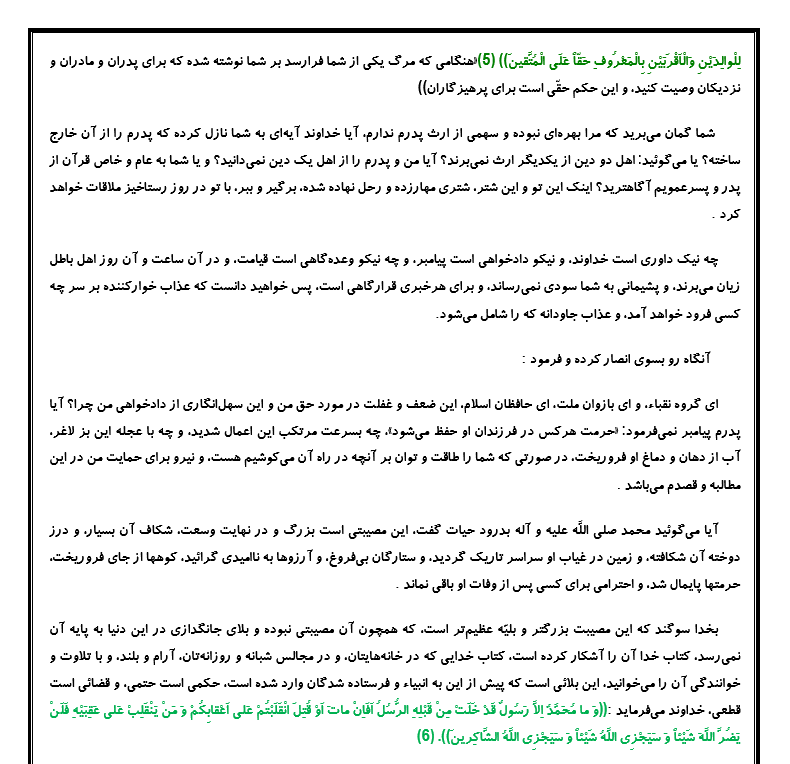 لِلْوالِدَيْنِ وَالْاَقْرَبَيْنِ بِالْمَعْرُوفِ حَقّاً عَلَی الْمُتَّقينَ)) (5)«هنگامی که مرگ یکی از شما فرارسد بر شما نوشته شده که برای پدران و مادران و
نزدیکان وصیت کنید، و این حکم حقّی است برای پرهیزگاران))
شما گمان می‌برید که مرا بهره‌ای نبوده و سهمی از ارث پدرم ندارم، آیا خداوند آیه‌ای به شما نازل کرده که پدرم را از آن خارج
ساخته؟ یا می‌گوئید: اهل دو دین از یکدیگر ارث نمی‌برند؟ آیا من و پدرم را از اهل یک دین نمی‌دانید؟ و یا شما به عام و خاص قرآن از
پدر و پسرعمویم آگاهترید؟ اینک این تو و این شتر، شتری مهارزده و رحل نهاده شده، برگیر و ببر، با تو در روز رستاخیز ملاقات خواهد
کرد .
چه نیک داوری است خداوند، و نیکو دادخواهی است پیامبر، و چه نیکو وعده‌گاهی است قیامت، و در آن ساعت و آن روز اهل باطل
زیان می‌برند، و پشیمانی به شما سودی نمی‌رساند، و برای هرخبری قرارگاهی است، پس خواهید دانست که عذاب خوارکننده بر سر چه
کسی فرود خواهد آمد، و عذاب جاودانه که را شامل می‌شود.
آنگاه رو بسوی انصار کرده و فرمود :
ای گروه نقباء، و ای بازوان ملت، ای حافظان اسلام، این ضعف و غفلت در مورد حق من و این سهل‌انگاری از دادخواهی من چرا؟ آیا
پدرم پیامبر نمی‌فرمود: «حرمت هرکس در فرزندان او حفظ می‌شود»، چه بسرعت مرتکب این اعمال شدید، و چه با عجله این بز لاغر،
آب از دهان و دماغ او فروریخت، در صورتی که شما را طاقت و توان بر آنچه در راه آن می‌کوشیم هست، و نیرو برای حمایت من در این
مطالبه و قصدم می‌باشد .
آیا می‌گوئید محمد صلی اللَّه علیه و آله بدرود حیات گفت، این مصیبتی است بزرگ و در نهایت وسعت، شکاف آن بسیار، و درز
دوخته آن شکافته، و زمین در غیاب او سراسر تاریک گردید، و ستارگان بی‌فروغ، و آرزوها به ناامیدی گرائید، کوهها از جای فروریخت،
حرمتها پایمال شد، و احترامی برای کسی پس از وفات او باقی نماند .
بخدا سوگند که این مصیبت بزرگتر و بلیّه عظیم‌تر است، که همچون آن مصیبتی نبوده و بلای جانگدازی در این دنیا به پایه آن
نمی‌رسد، کتاب خدا آن را آشکار کرده است، کتاب خدایی که در خانه‌هایتان، و در مجالس شبانه و روزانه‌تان، آرام و بلند، و با تلاوت و
خوانندگی آن را می‌خوانید، این بلائی است که پیش از این به انبیاء و فرستاده شدگان وارد شده است، حکمی است حتمی، و قضائی است
قطعی، خداوند می‌فرماید :((وَ ما مُحَمَّدٌ اِلاَّ رَسُولٌ قَدْ خَلَتْ مِنْ قَبْلِهِ الرُّسُلُ اَفَاِنْ ماتَ اَوْ قُتِلَ انْقَلَبْتُمْ عَلی اَعْقابِکُمْ وَ مَنْ يَنْقَلِبْ عَلی عَقِبَيْهِ فَلَنْ
يَضُرَّ اللَّهَ شَيْئاً وَ سَيَجْزِی اللَّهُ شَيْئاً وَ سَيَجْزِی اللَّهُ الشَّاکِرينَ)). (6)